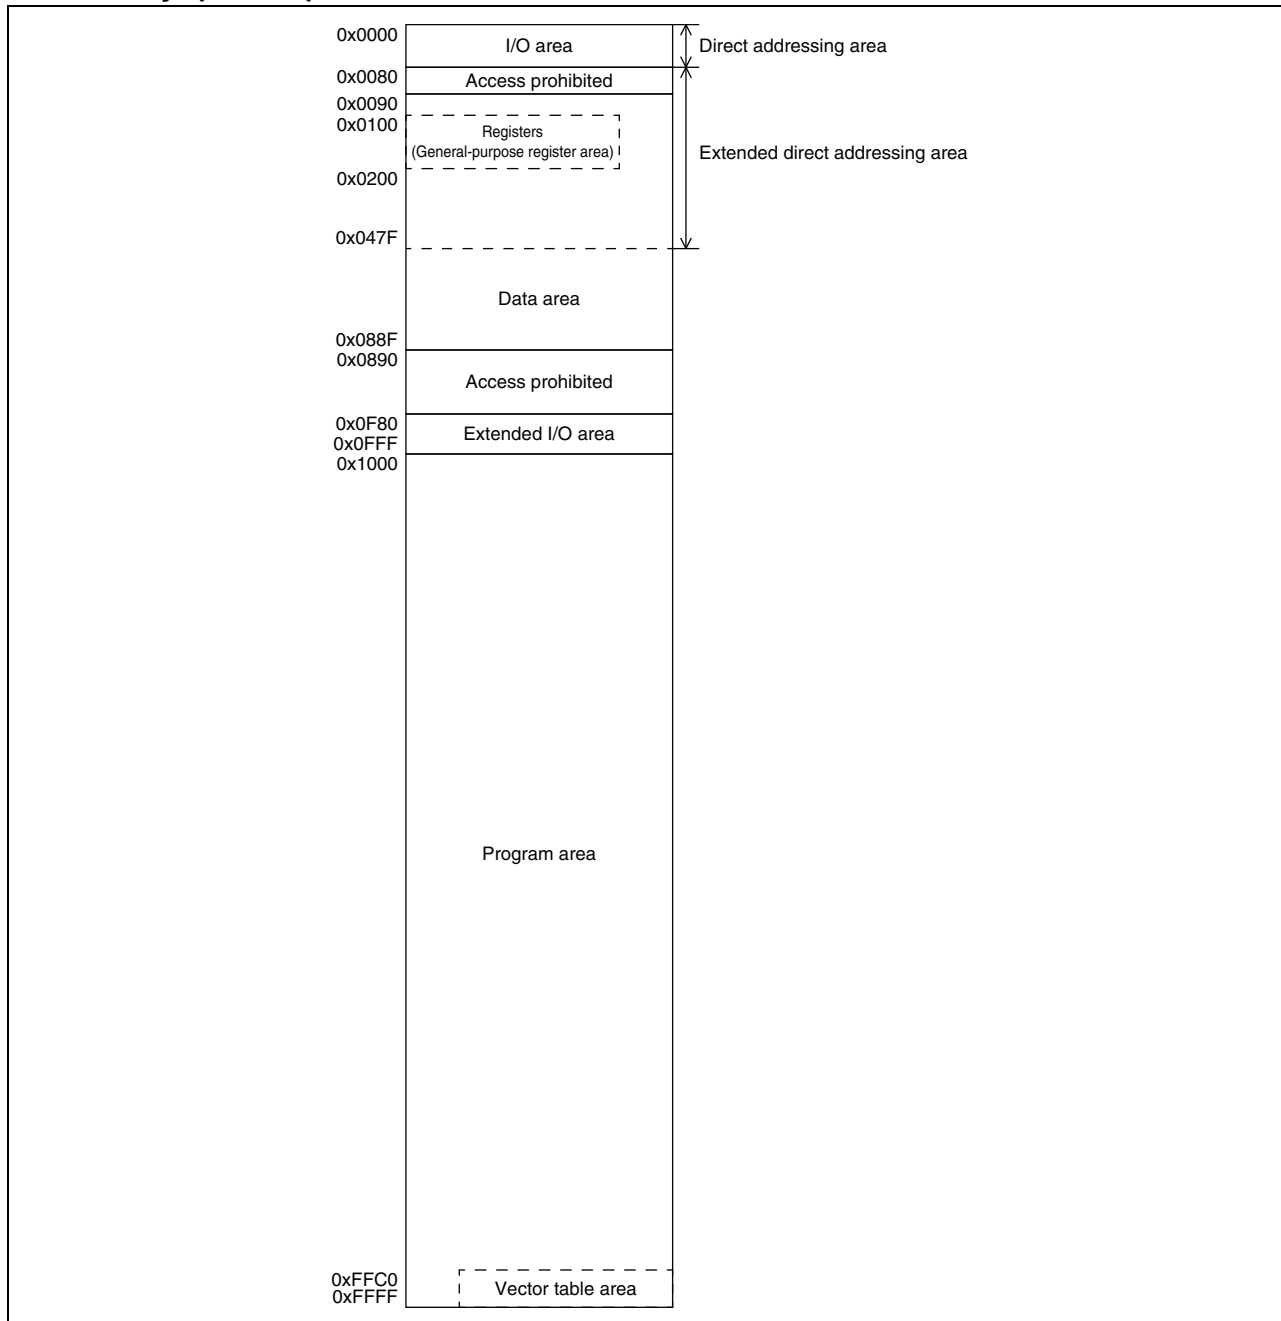 0x0000
I/O area
Direct addressing area
0x0080
Access prohibited
0x0090
0x0100
Registers
(General-purpose register area)
Extended direct addressing area
0x0200
0x047F
Data area
0x088F
0x0890
Access prohibited
0x0F80
Extended I/O area
0x0FFF
0x1000
Program area
0xFFC0
Vector table area
0xFFFF